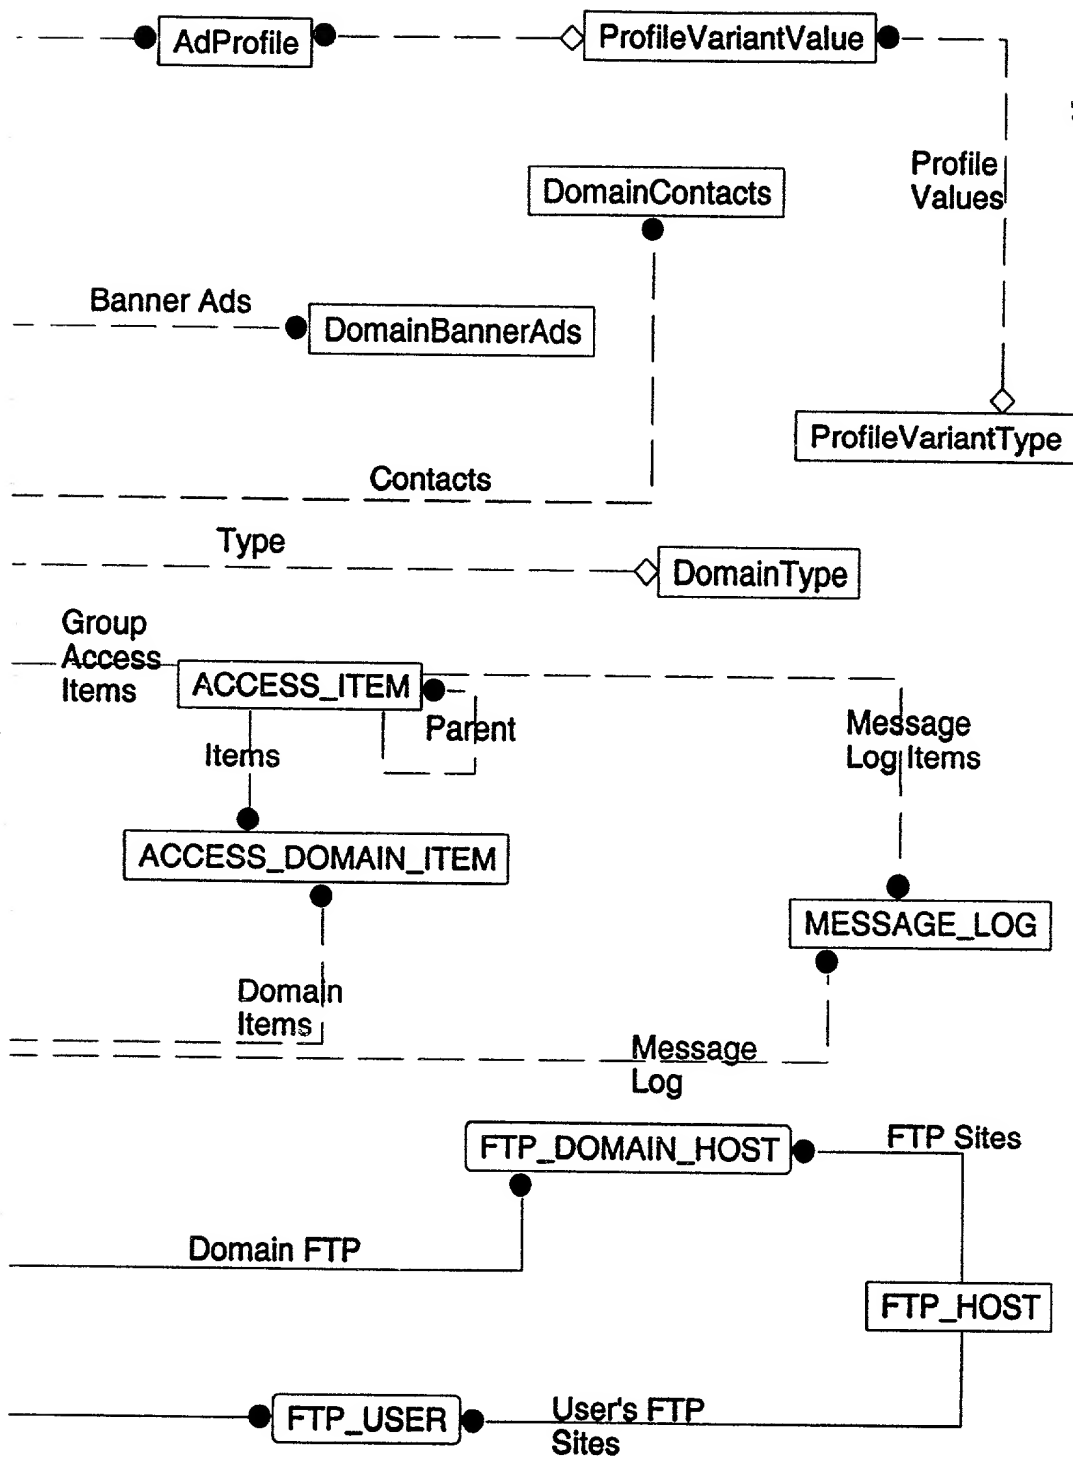 AdProfile
ProfileVariantValue
Profile
Values
DomainContacts
Banner Ads
DomainBannerAds
ProfileVariantType
Contacts
Type
DomainType
Group
Access
Items
ACCESS_ITEM
Parent
Message
Log Items
Items
ACCESS_DOMAIN_ITEM
MESSAGE_LOG
Domain
Items
Message
Log
FTP_DOMAIN_HOST
FTP Sites
Domain FTP
FTP_HOST
FTP_USER
User's FTP
Sites